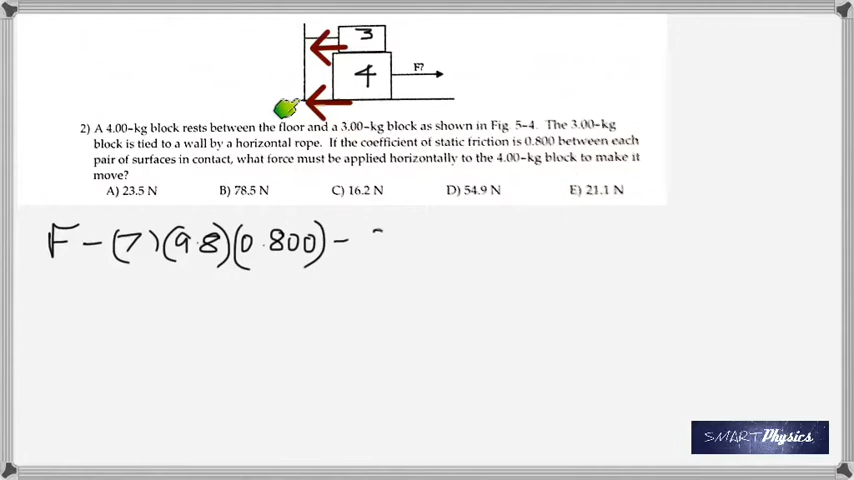 3
4
F?
2) A 4.00-kg block rests between the floor and a 3.00-kg block as shown in Fig. 5-4. The 3.00-kg
block is tied to a wall by a horizontal rope. If the coefficient of static friction is 0.800 between each
pair of surfaces in contact, what force must be applied horizontally to the 4.00-kg block to make it
move?
A) 23.5 N B) 78.5 N C) 16.2 N D) 54.9 N E) 21.1 N
F - (7)(9.8)(0.800) -
SMARTPhysics